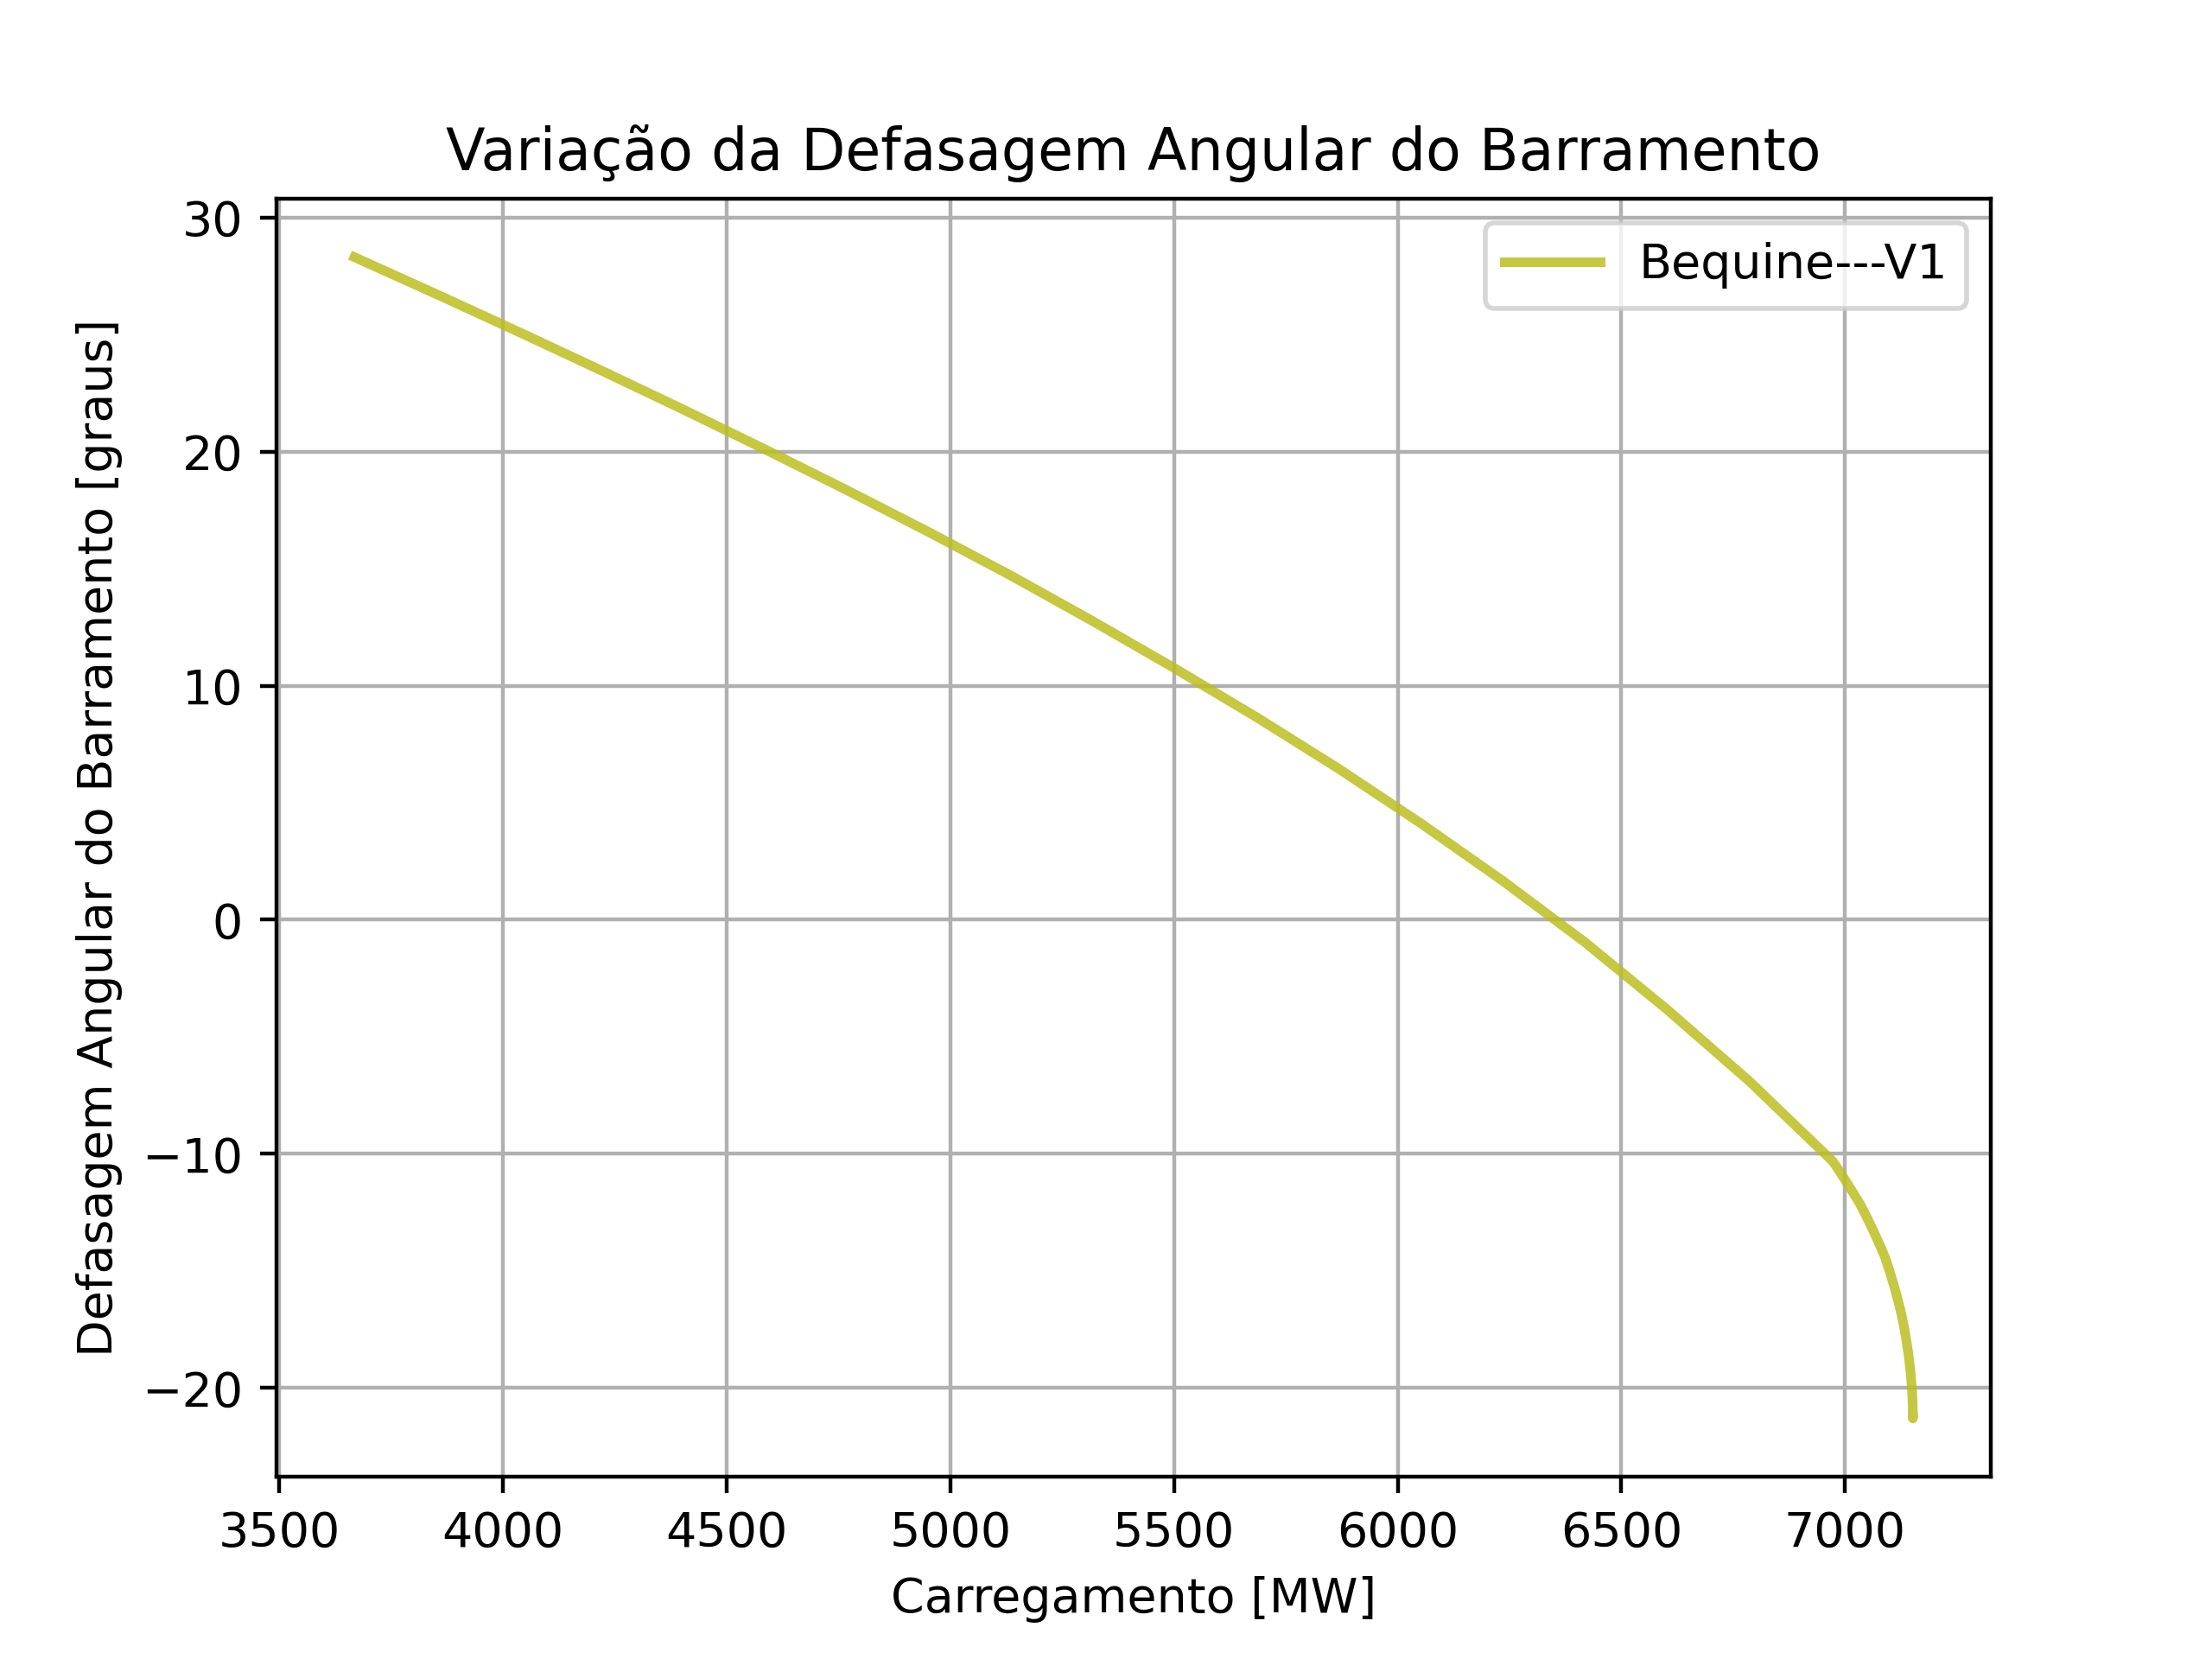 Variação da Defasagem Angular do Barramento
Bequine---V1
Defasagem Angular do Barramento [graus]
30
20
10
0
−10
−20
3500 4000 4500 5000 5500 6000 6500 7000
Carregamento [MW]